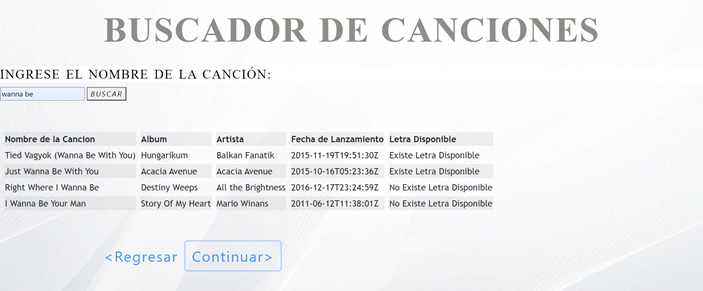 BUSCADOR DE CANCIONES
INGRESE EL NOMBRE DE LA CANCIÓN:
wanna be BUSCAR
Nombre de la Cancion Album Artista Fecha de Lanzamiento Letra Disponible
Tied Vagyok (Wanna Be With You) Hungarikum Balkan Fanatik 2015-11-19T19:51:30Z Existe Letra Disponible
Just Wanna Be With You Acacia Avenue Acacia Avenue 2015-10-16T05:23:36Z Existe Letra Disponible
Right Where I Wanna Be Destiny Weeps All the Brightness 2016-12-17T23:24:59Z No Existe Letra Disponible
I Wanna Be Your Man Story Of My Heart Mario Winans 2011-06-12T11:38:01Z No Existe Letra Disponible
<Regresar Continuar>